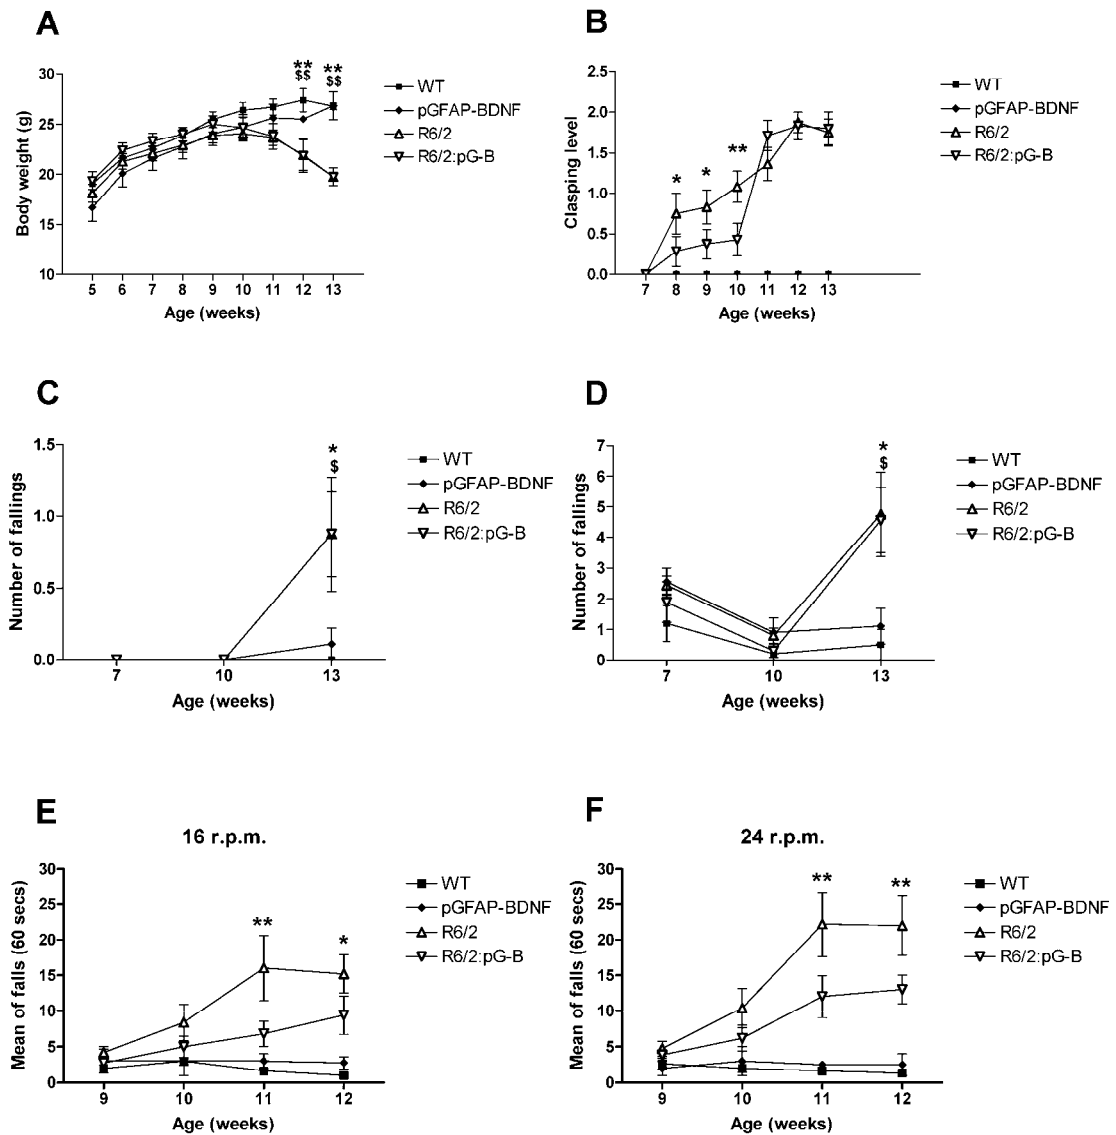 A
Body weight (g)
30
25
20
15
10
** **
$$ $$
5 6 7 8 9 10 11 12 13
Age (weeks)
WT
pGFAP-BDNF
R6/2
R6/2:pG-B
B
Clasping level
2.5
2.0
1.5
1.0
0.5
0.0
* * **
7 8 9 10 11 12 13
Age (weeks)
WT
pGFAP-BDNF
R6/2
R6/2:pG-B
C
Number of fallings
1.5
1.0
0.5
0.0
*
$
7 10 13
Age (weeks)
WT
pGFAP-BDNF
R6/2
R6/2:pG-B
D
Number of fallings
7
6
5
4
3
2
1
0
*
$
7 10 13
Age (weeks)
WT
pGFAP-BDNF
R6/2
R6/2:pG-B
E
16 r.p.m.
Mean of falls (60 secs)
30
25
20
15
10
5
0
** *
9 10 11 12
Age (weeks)
WT
pGFAP-BDNF
R6/2
R6/2:pG-B
F
24 r.p.m.
Mean of falls (60 secs)
30
25
20
15
10
5
0
** **
9 10 11 12
Age (weeks)
WT
pGFAP-BDNF
R6/2
R6/2:pG-B